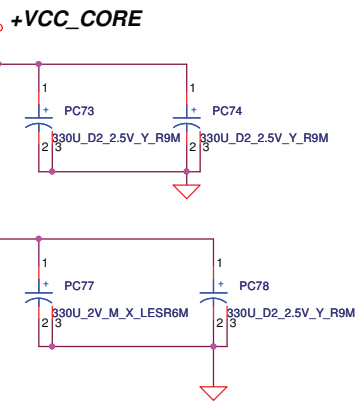 +VCC_CORE
1 1
+ PC73 + PC74
330U_D2_2.5V_Y_R9M 330U_D2_2.5V_Y_R9M
2 3 2 3
1 1
+ PC77 + PC78
330U_2V_M_X_LESR6M 330U_D2_2.5V_Y_R9M
2 3 2 3